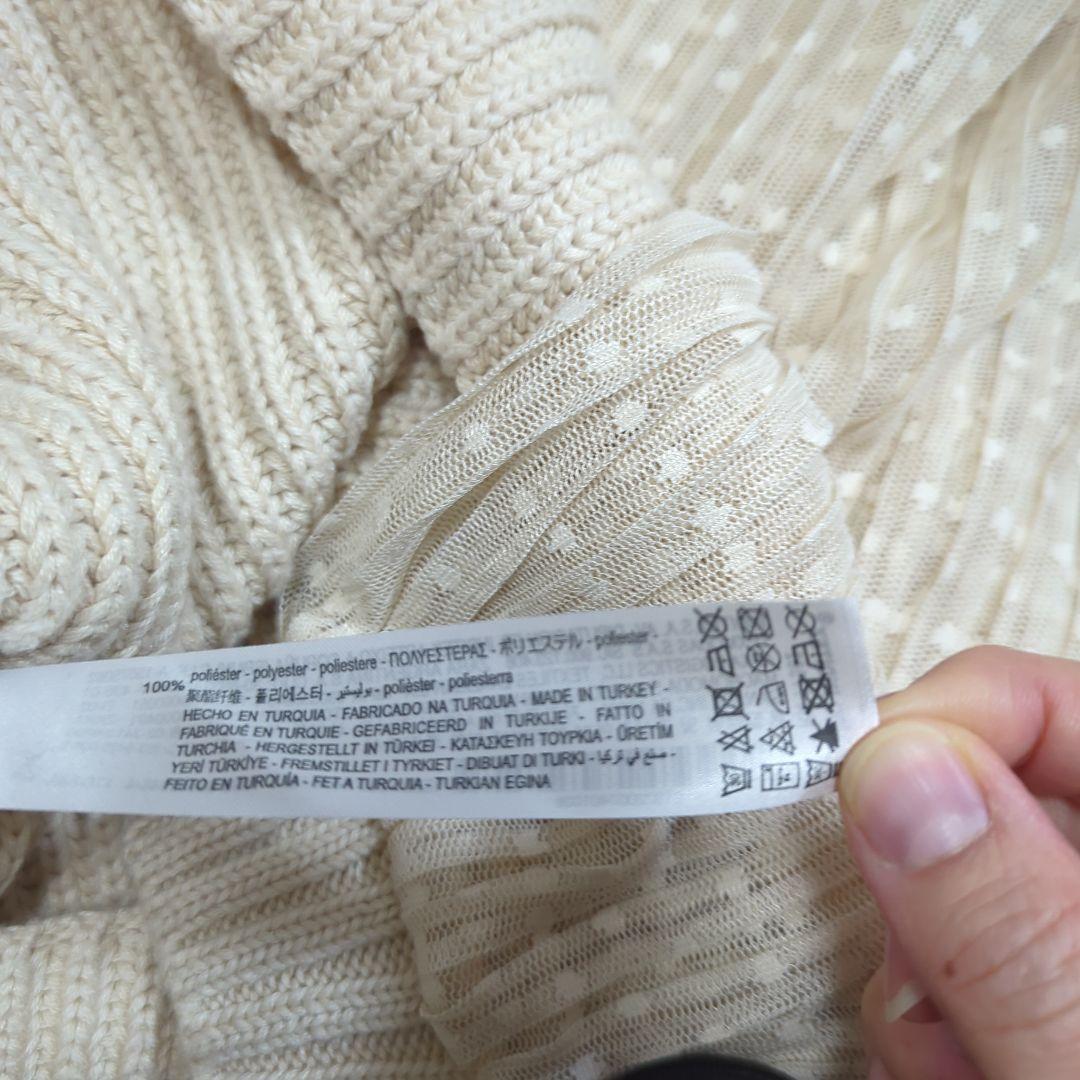 100% poliéster - polyester - poliestere - ΠΟΛΥΕΣΤΕΡΑΣ - ポリエステル - poliester -
聚酯纤维 - 폴리에스터 - بوليستير - polièster - poliesterra
HECHO EN TURQUIA - FABRICADO NA TURQUIA - MADE IN TURKEY -
FABRIQUÉ EN TURQUIE - GEFABRICEERD IN TURKIJE - FATTO IN
TURCHIA - HERGESTELLT IN TÜRKEI - ΚΑΤΑΣΚΕΥΗ ΤΟΥΡΚΙΑ - ÜRETİM
YERİ TÜRKİYE - FREMSTILLET I TYRKIET - DIBUAT DI TURKI - صنع في تركيا -
FEITO EN TURQUÍA - FET A TURQUIA - TURKIAN EGINA